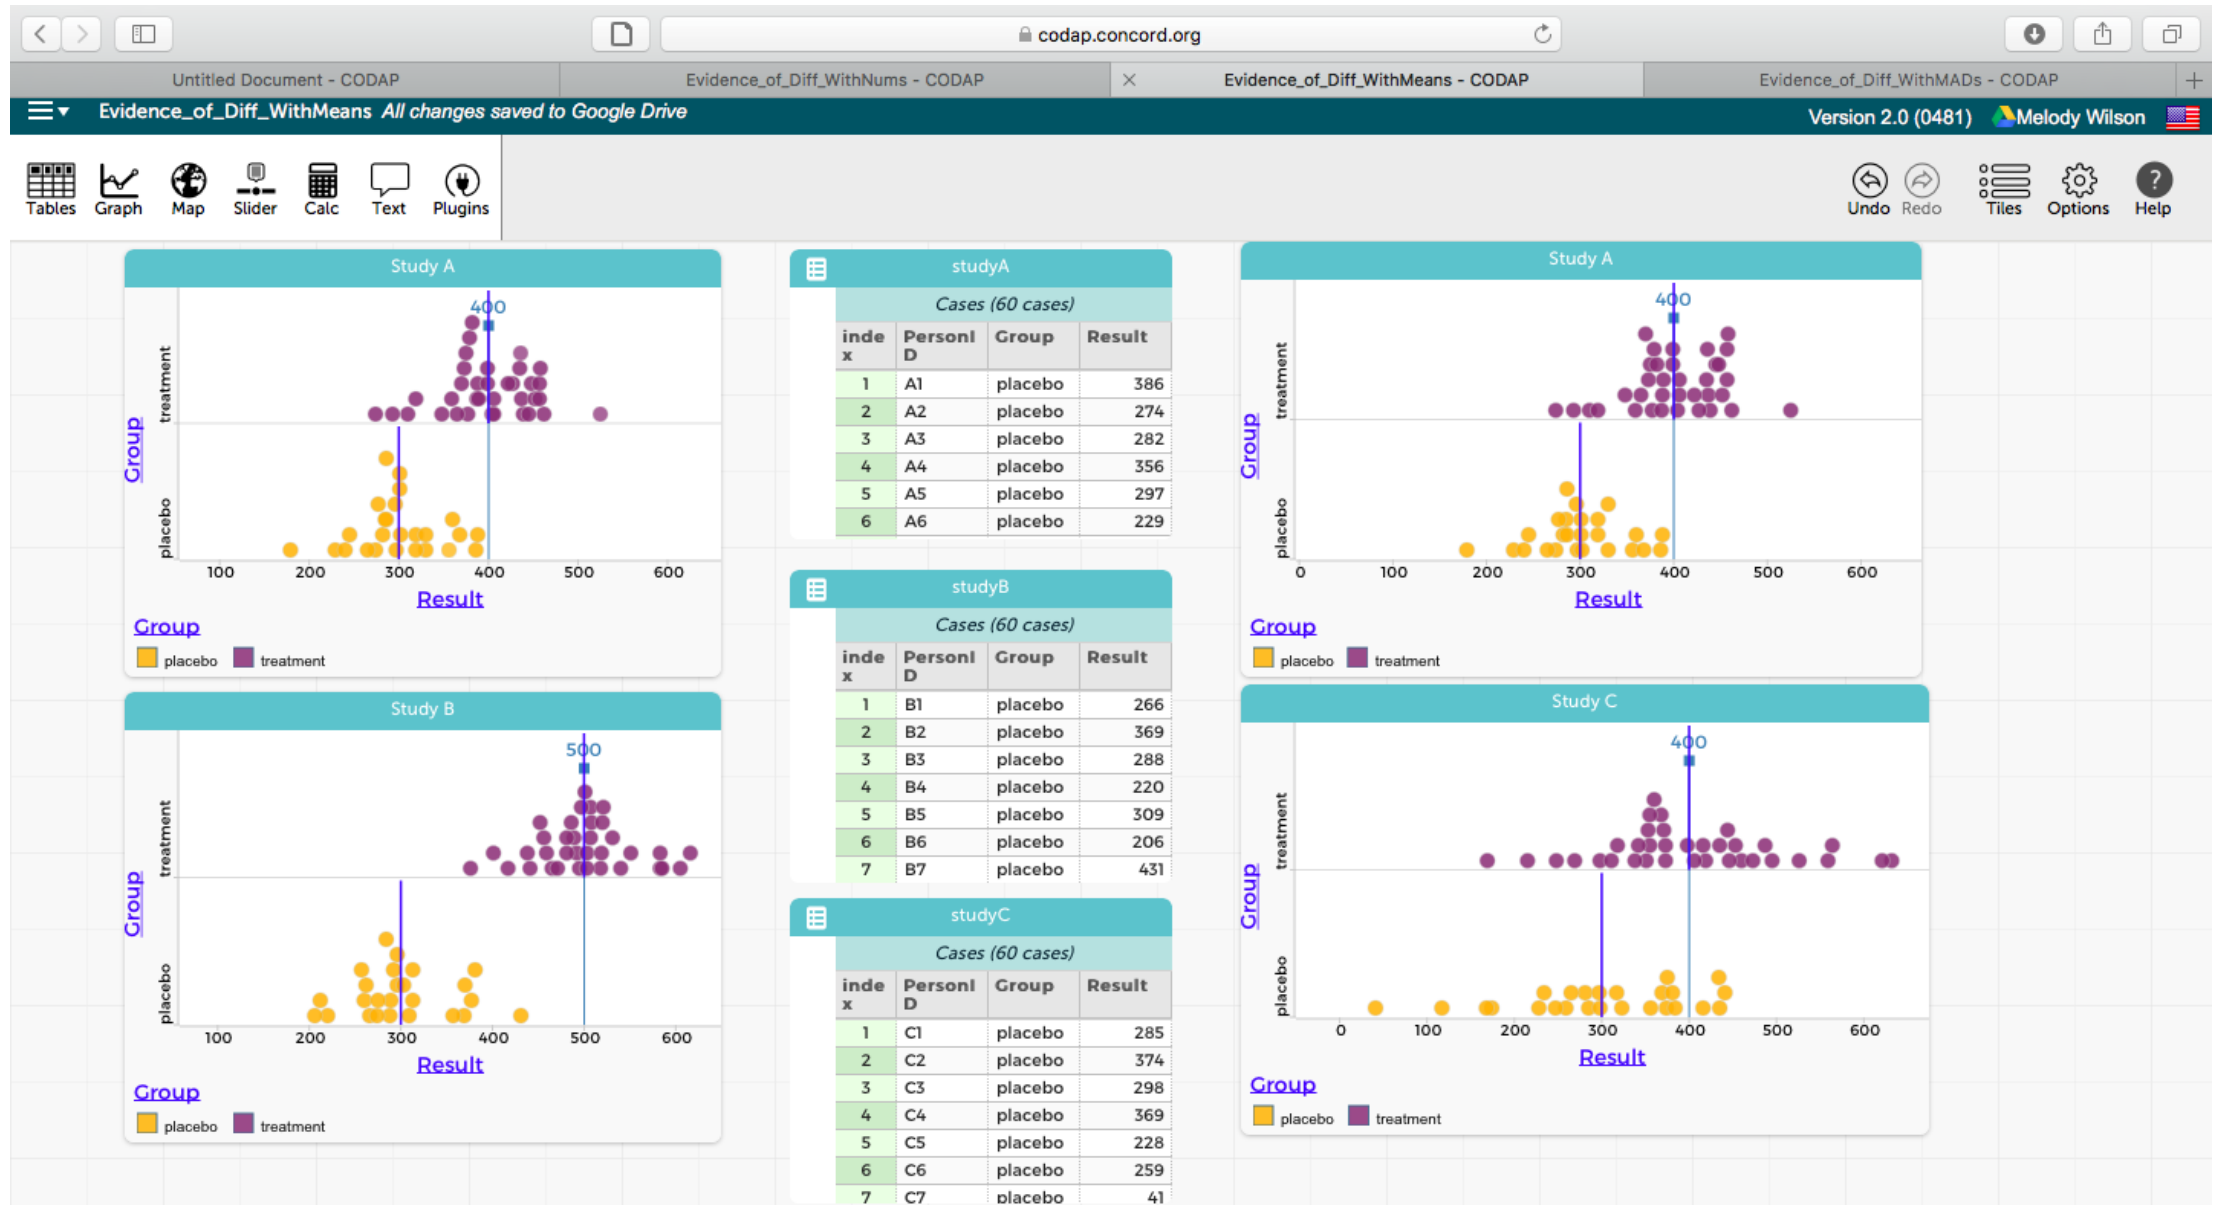 codap.concord.org
Untitled Document - CODAP
Evidence_of_Diff_WithNums - CODAP
Evidence_of_Diff_WithMeans - CODAP
Evidence_of_Diff_WithMADs - CODAP
Evidence_of_Diff_WithMeans All changes saved to Google Drive
Version 2.0 (0481) Melody Wilson
Tables Graph Map Slider Calc Text Plugins
Undo Redo Tiles Options Help
Study A
400
treatment
placebo
Group
100 200 300 400 500 600
Result
Group
placebo treatment
Study B
500
treatment
placebo
Group
100 200 300 400 500 600
Result
Group
placebo treatment
studyA
Cases (60 cases)
inde PersonI Group Result
x D
1 A1 placebo 386
2 A2 placebo 274
3 A3 placebo 282
4 A4 placebo 356
5 A5 placebo 297
6 A6 placebo 229
studyB
Cases (60 cases)
inde PersonI Group Result
x D
1 B1 placebo 266
2 B2 placebo 369
3 B3 placebo 288
4 B4 placebo 220
5 B5 placebo 309
6 B6 placebo 206
7 B7 placebo 431
studyC
Cases (60 cases)
inde PersonI Group Result
x D
1 C1 placebo 285
2 C2 placebo 374
3 C3 placebo 298
4 C4 placebo 369
5 C5 placebo 228
6 C6 placebo 259
7 C7 placebo 41
Study A
400
treatment
placebo
Group
0 100 200 300 400 500 600
Result
Group
placebo treatment
Study C
400
treatment
placebo
Group
0 100 200 300 400 500 600
Result
Group
placebo treatment